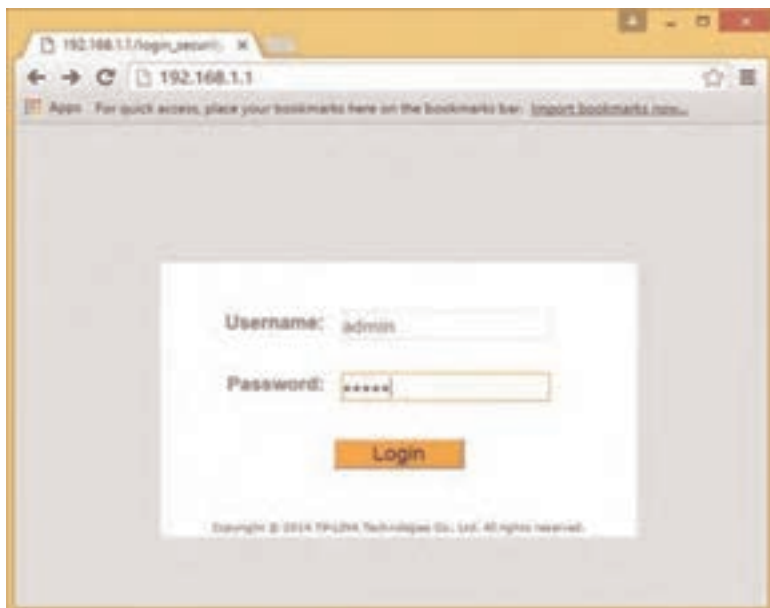 192.168.1.1/login_securit
192.168.1.1
Apps For quick access, place your bookmarks here on the bookmarks bar. Import bookmarks now...
Username: admin
Password: •••••
Login
Copyright © 2014 TP-LINK Technologies Co., Ltd. All rights reserved.